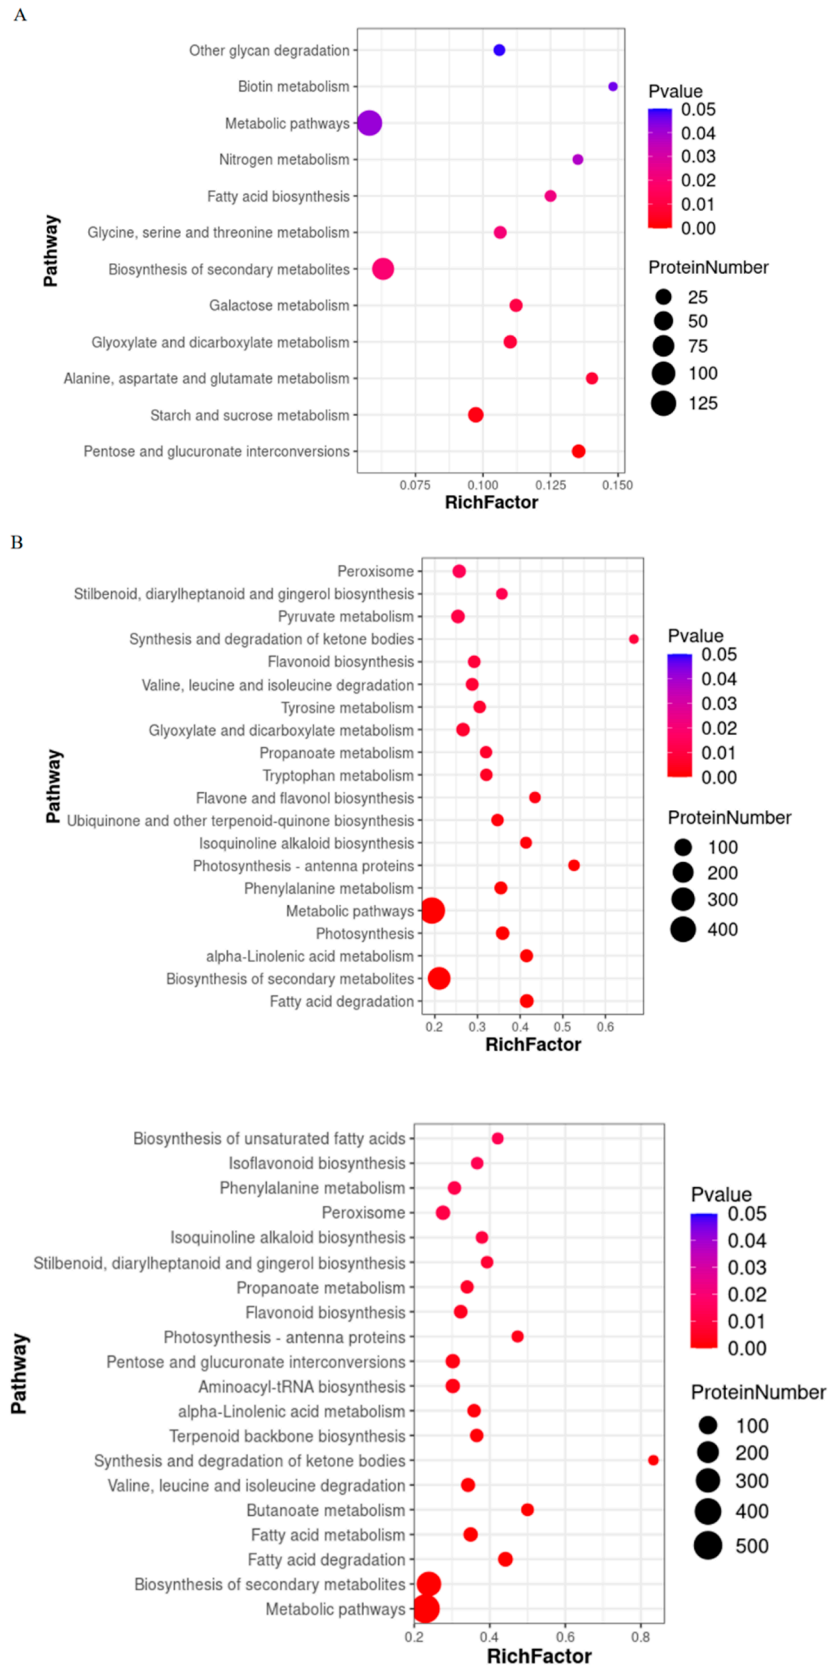 A
Other glycan degradation
Biotin metabolism
Metabolic pathways
Nitrogen metabolism
Fatty acid biosynthesis
Glycine, serine and threonine metabolism
Biosynthesis of secondary metabolites
Galactose metabolism
Glyoxylate and dicarboxylate metabolism
Alanine, aspartate and glutamate metabolism
Starch and sucrose metabolism
Pentose and glucuronate interconversions
Pathway
0.075 0.100 0.125 0.150
RichFactor
Pvalue
0.05
0.04
0.03
0.02
0.01
0.00
ProteinNumber
25
50
75
100
125
B
Peroxisome
Stilbenoid, diarylheptanoid and gingerol biosynthesis
Pyruvate metabolism
Synthesis and degradation of ketone bodies
Flavonoid biosynthesis
Valine, leucine and isoleucine degradation
Tyrosine metabolism
Glyoxylate and dicarboxylate metabolism
Propanoate metabolism
Tryptophan metabolism
Flavone and flavonol biosynthesis
Ubiquinone and other terpenoid-quinone biosynthesis
Isoquinoline alkaloid biosynthesis
Photosynthesis - antenna proteins
Phenylalanine metabolism
Metabolic pathways
Photosynthesis
alpha-Linolenic acid metabolism
Biosynthesis of secondary metabolites
Fatty acid degradation
Pathway
0.2 0.3 0.4 0.5 0.6
RichFactor
Pvalue
0.05
0.04
0.03
0.02
0.01
0.00
ProteinNumber
100
200
300
400
Biosynthesis of unsaturated fatty acids
Isoflavonoid biosynthesis
Phenylalanine metabolism
Peroxisome
Isoquinoline alkaloid biosynthesis
Stilbenoid, diarylheptanoid and gingerol biosynthesis
Propanoate metabolism
Flavonoid biosynthesis
Photosynthesis - antenna proteins
Pentose and glucuronate interconversions
Aminoacyl-tRNA biosynthesis
alpha-Linolenic acid metabolism
Terpenoid backbone biosynthesis
Synthesis and degradation of ketone bodies
Valine, leucine and isoleucine degradation
Butanoate metabolism
Fatty acid metabolism
Fatty acid degradation
Biosynthesis of secondary metabolites
Metabolic pathways
Pathway
0.2 0.4 0.6 0.8
RichFactor
Pvalue
0.05
0.04
0.03
0.02
0.01
0.00
ProteinNumber
100
200
300
400
500